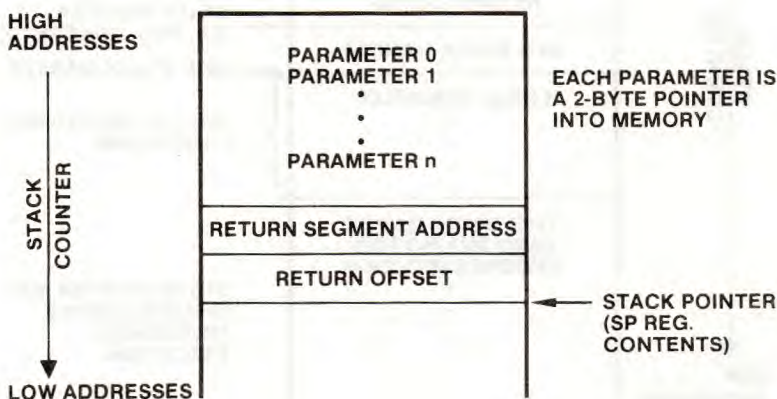 HIGH
ADDRESSES
PARAMETER 0
PARAMETER 1
•
•
•
PARAMETER n
EACH PARAMETER IS
A 2-BYTE POINTER
INTO MEMORY
STACK
COUNTER
RETURN SEGMENT ADDRESS
RETURN OFFSET
STACK POINTER
(SP REG.
CONTENTS)
LOW ADDRESSES